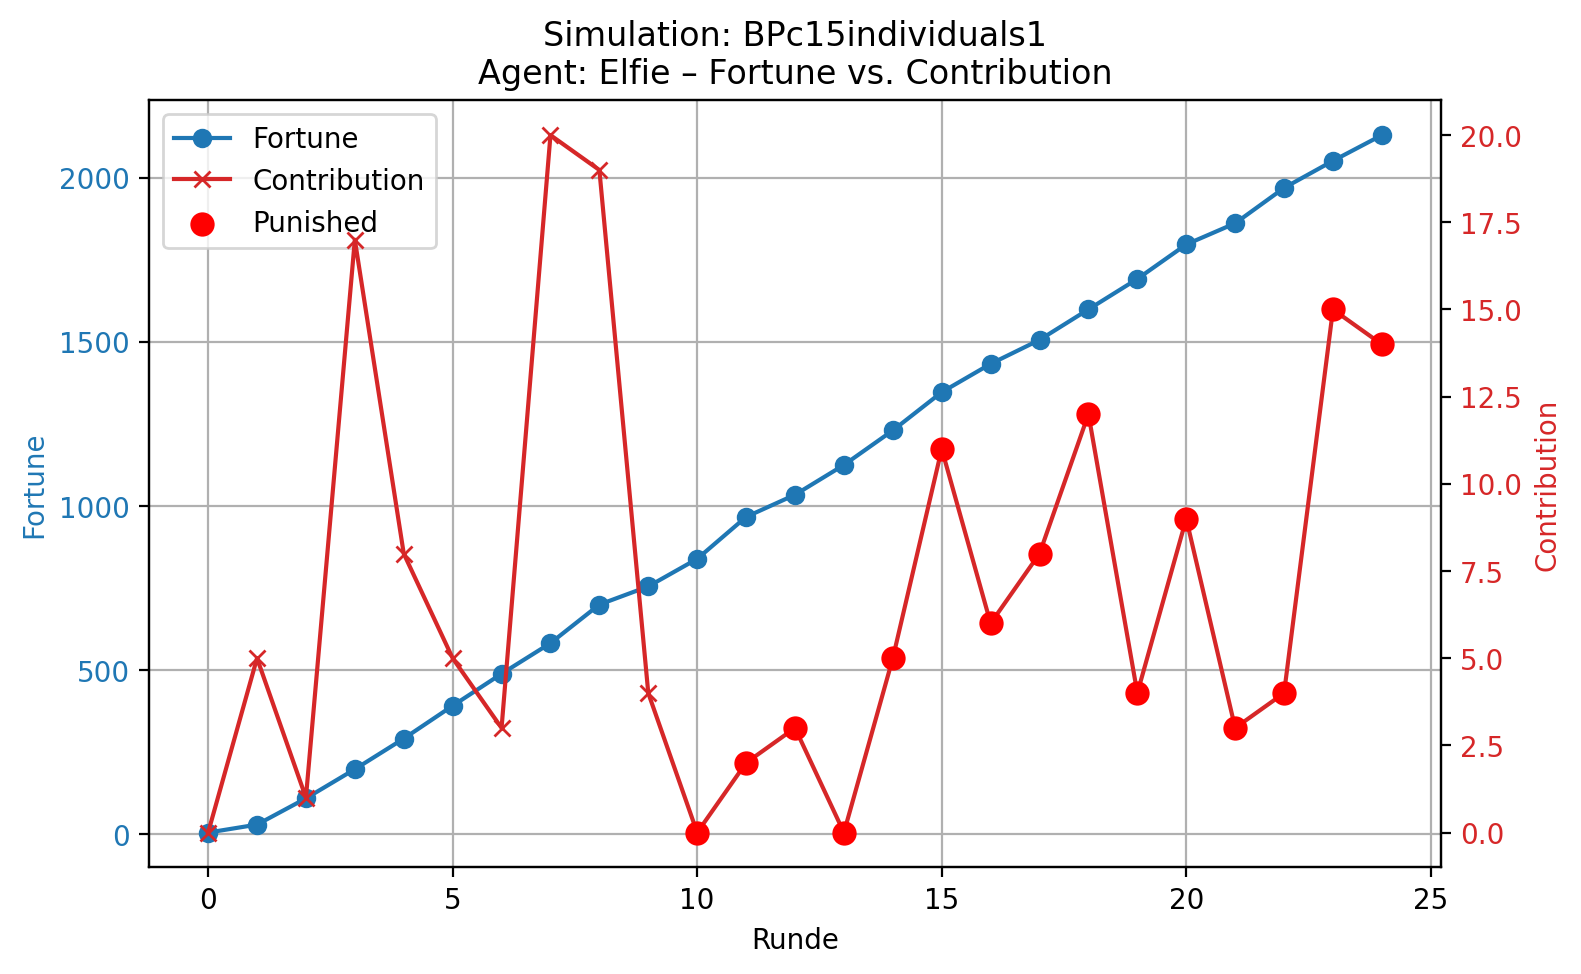 Simulation: BPc15individuals1
Agent: Elfie – Fortune vs. Contribution
Fortune
Contribution
Punished
2000
1500
1000
500
0
Fortune
20.0
17.5
15.0
12.5
10.0
7.5
5.0
2.5
0.0
Contribution
0 5 10 15 20 25
Runde